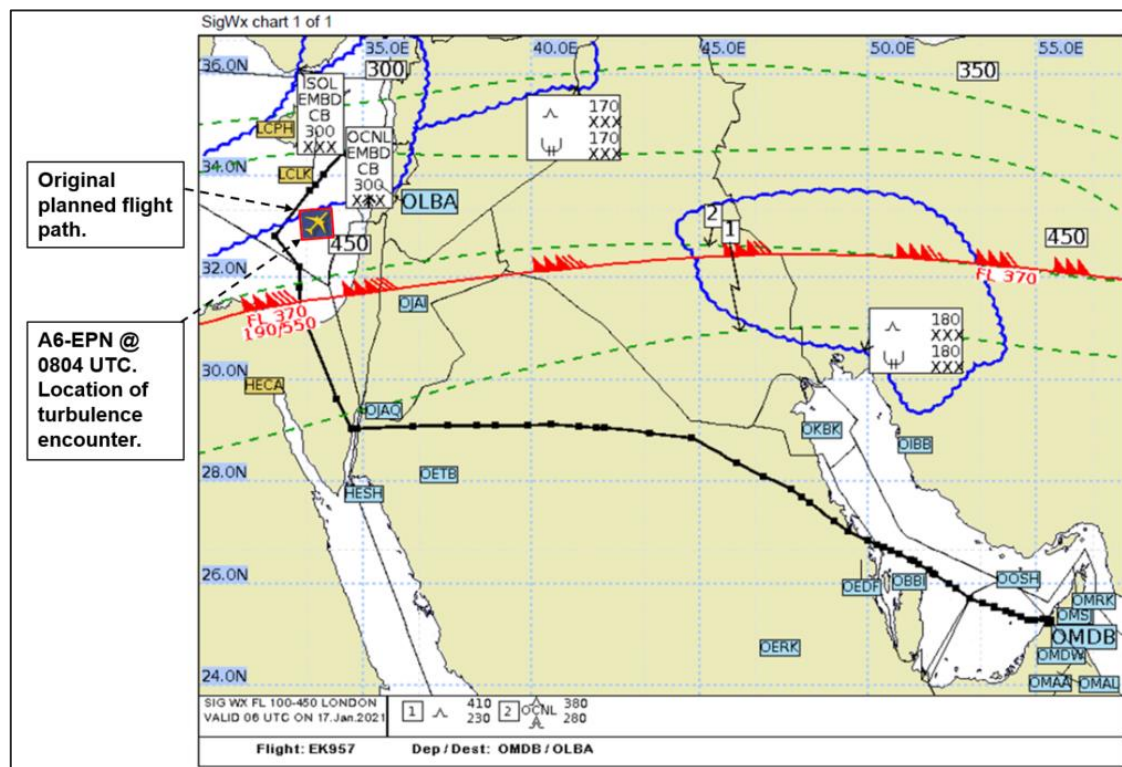 SigWx chart 1 of 1
35.0E
40.0E
45.0E
50.0E
55.0E
36.0N
300
350
ISOL
EMBD
CB
300
XXX
LCPH
OCNL
EMBD
CB
300
XXX
170
XXX
170
XXX
34.0N
LCLK
OLBA
Original
planned flight
path.
450
2
1
450
32.0N
FL 370
190/550
FL 370
OJAI
A6-EPN @
0804 UTC.
Location of
turbulence
encounter.
180
XXX
180
XXX
30.0N
HECA
OJAQ
OKBK
OIBB
28.0N
OETB
HESH
26.0N
OEDF
OBBI
OOSH
OMRK
OMSJ
OMDB
OERK
OMDW
24.0N
OMAA
OMAL
SIG WX FL 100-450 LONDON
VALID 06 UTC ON 17.Jan.2021
1
410
230
2
OCNL
380
280
Flight: EK957
Dep / Dest: OMDB / OLBA